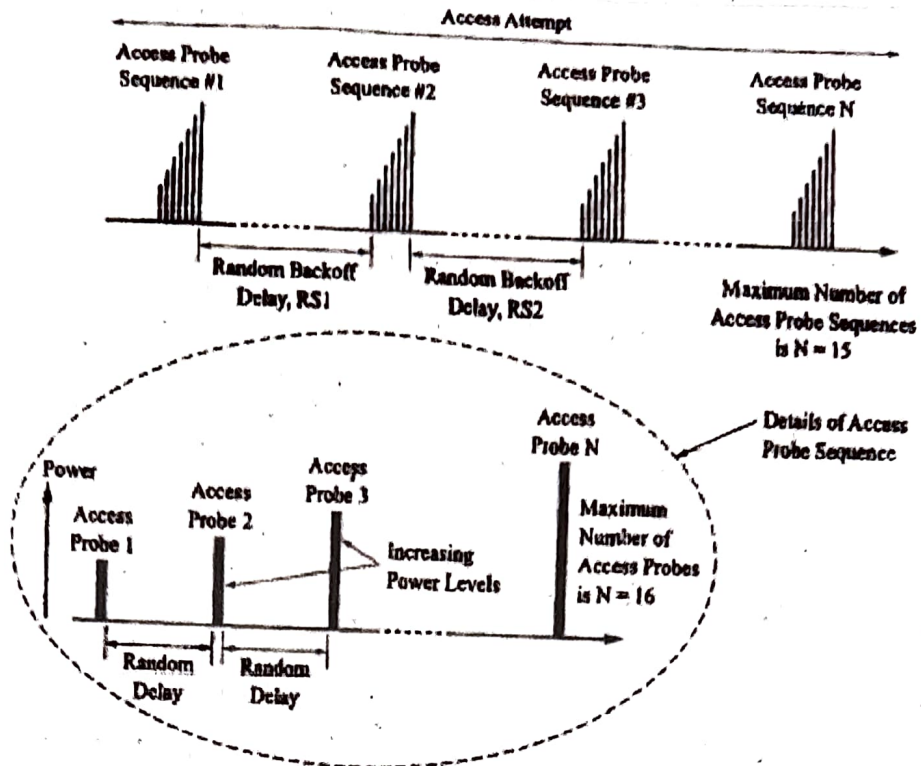 Access Attempt
Access Probe
Sequence #1
Access Probe
Sequence #2
Access Probe
Sequence #3
Access Probe
Sequence N
Random Backoff
Delay, RS1
Random Backoff
Delay, RS2
Maximum Number of
Access Probe Sequences
is N = 15
Details of Access
Probe Sequence
Power
Access
Probe 1
Access
Probe 2
Access
Probe 3
Access
Probe N
Increasing
Power Levels
Maximum
Number of
Access Probes
is N = 16
Random
Delay
Random
Delay